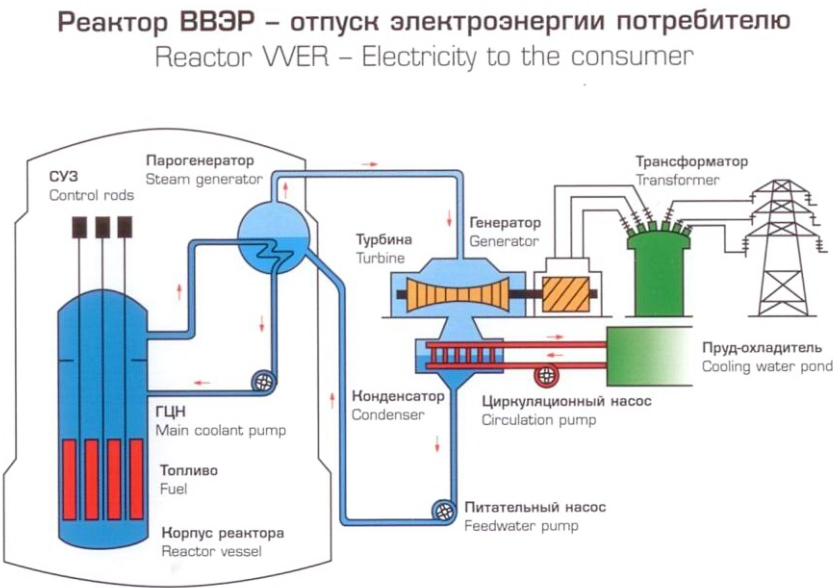 Реактор ВВЭР – отпуск электроэнергии потребителю
Reactor VVER – Electricity to the consumer
СУЗ
Control rods
Парогенератор
Steam generator
Трансформатор
Transformer
Турбина
Turbine
Генератор
Generator
Пруд-охладитель
Cooling water pond
Конденсатор
Condenser
Циркуляционный насос
Circulation pump
ГЦН
Main coolant pump
Топливо
Fuel
Питательный насос
Feedwater pump
Корпус реактора
Reactor vessel